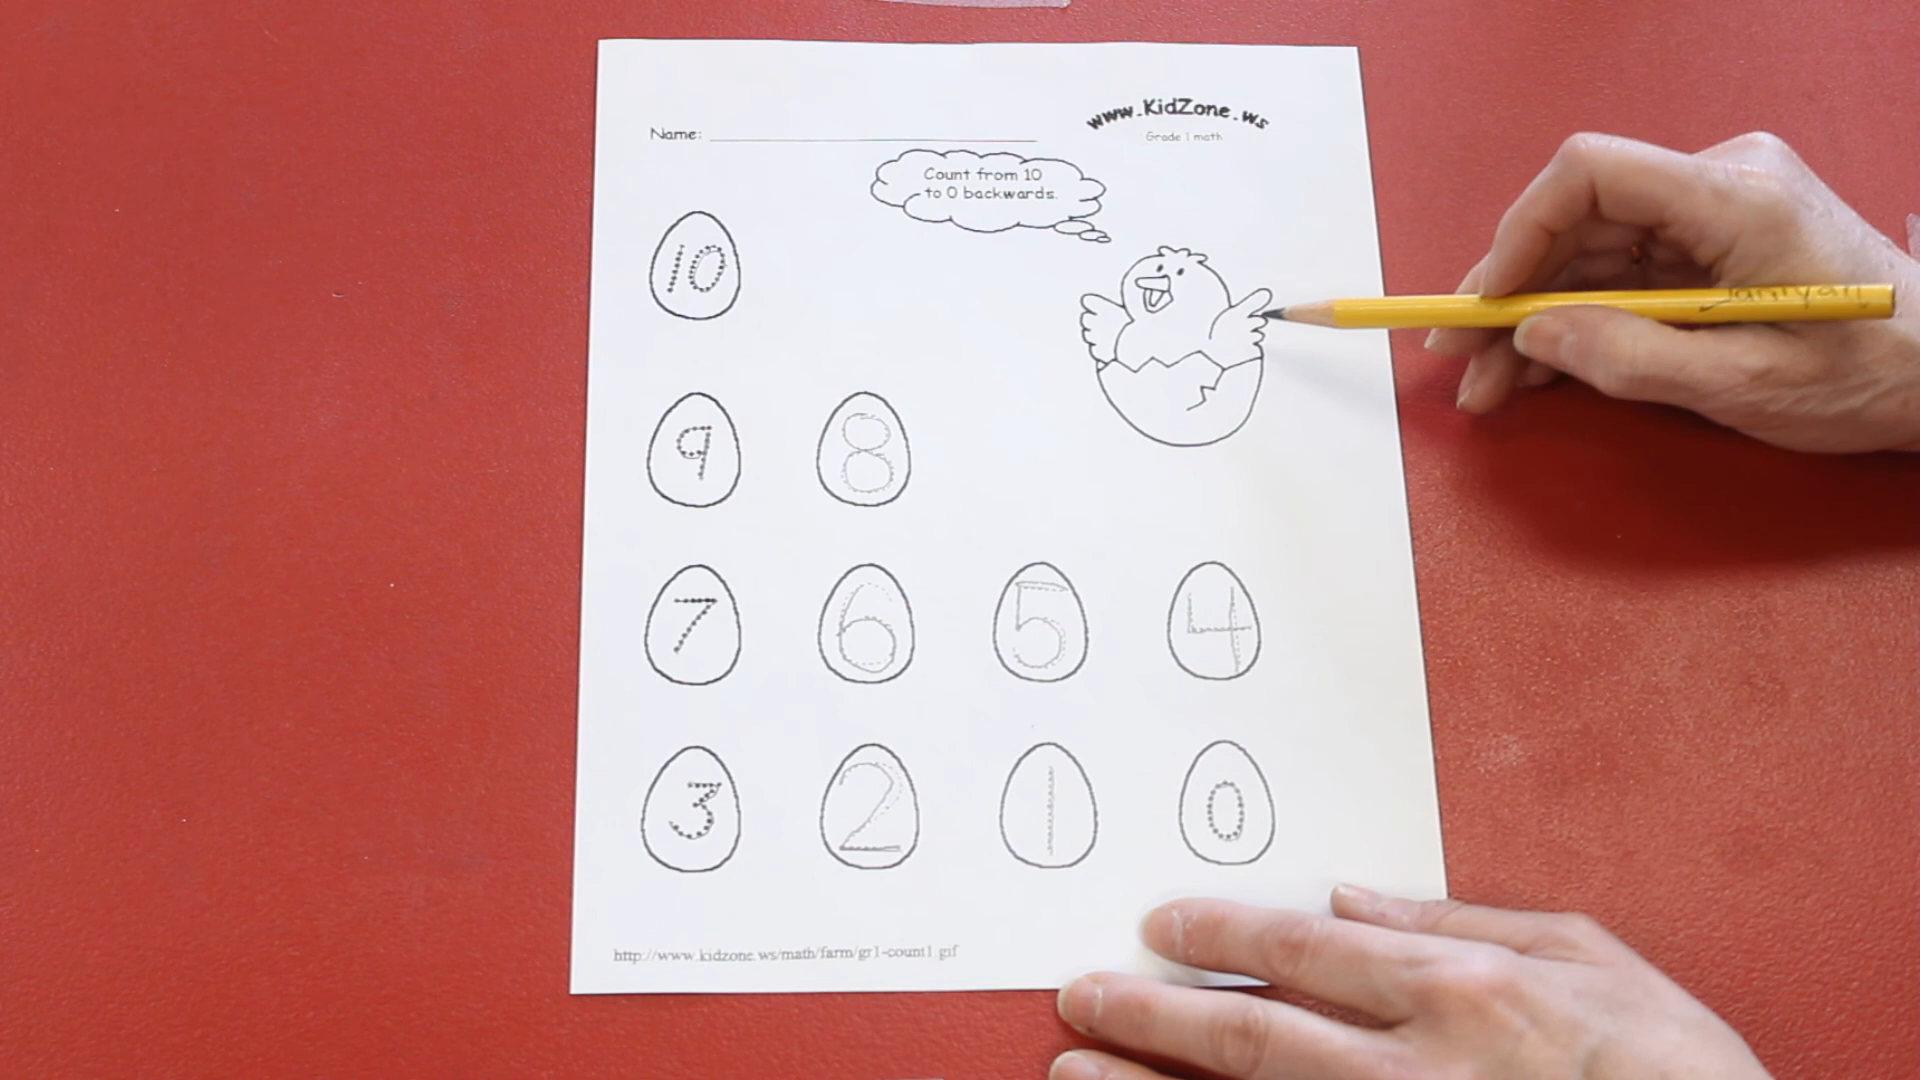 www.KidZone.ws
Grade 1 math
Name:
Count from 10
to 0 backwards.
10
9 8
7 6 5 4
3 2 1 0
http://www.kidzone.ws/math/farm/gr1-count1.gif